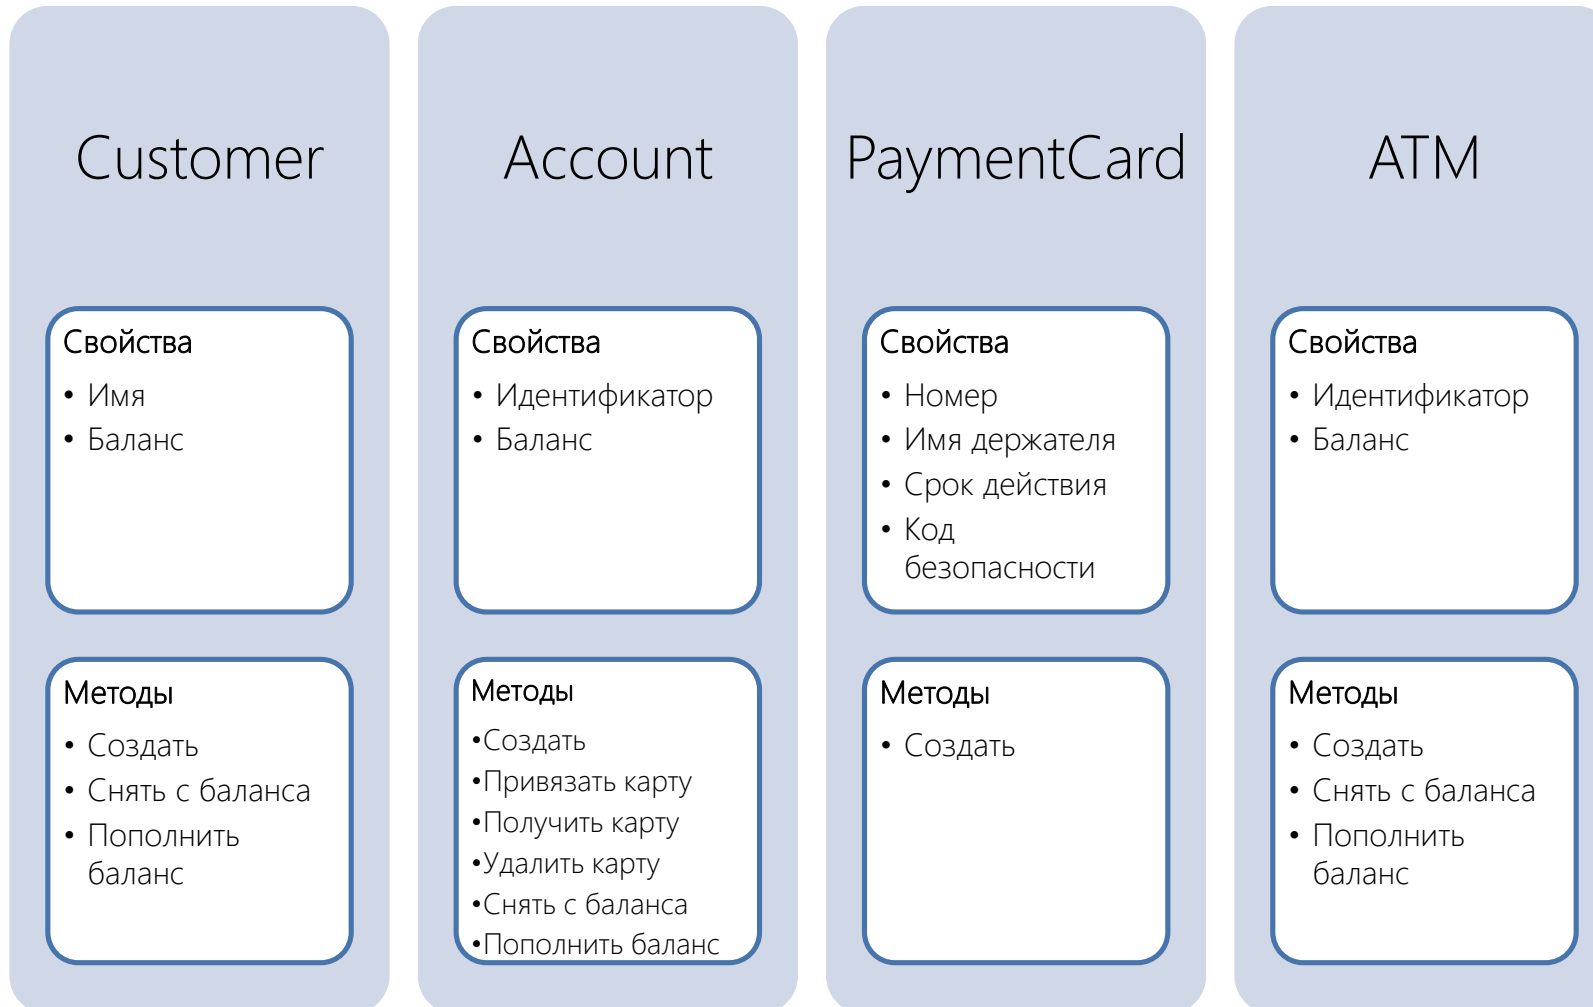 Customer
Свойства
• Имя
• Баланс
Методы
• Создать
• Снять с баланса
• Пополнить
баланс
Account
Свойства
• Идентификатор
• Баланс
Методы
•Создать
•Привязать карту
•Получить карту
•Удалить карту
•Снять с баланса
•Пополнить баланс
PaymentCard
Свойства
• Номер
• Имя держателя
• Срок действия
• Код
безопасности
Методы
• Создать
ATM
Свойства
• Идентификатор
• Баланс
Методы
• Создать
• Снять с баланса
• Пополнить
баланс